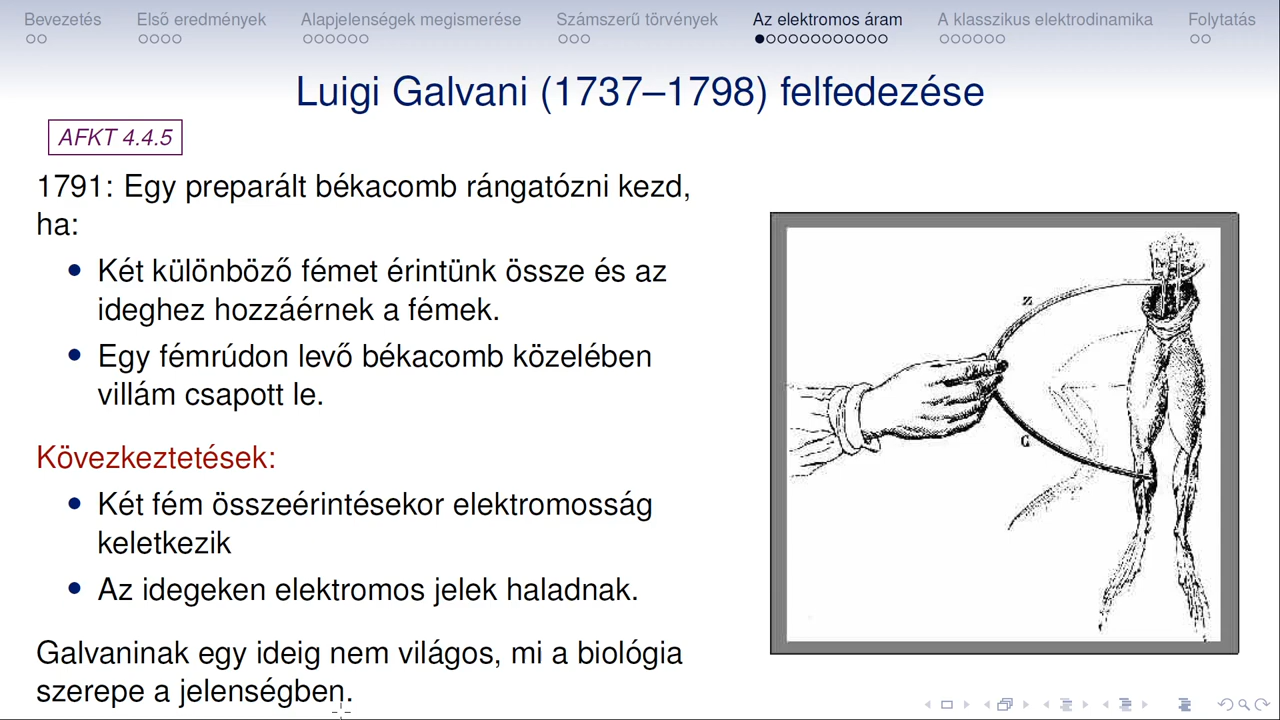 Bevezetés Első eredmények Alapjelenségek megismerése Számszerű törvények Az elektromos áram A klasszikus elektrodinamika Folytatás
Luigi Galvani (1737–1798) felfedezése
AFKT 4.4.5
1791: Egy preparált békacomb rángatózni kezd,
ha:
Két különböző fémet érintünk össze és az
ideghez hozzáérnek a fémek.
Egy fémrúdon levő békacomb közelében
villám csapott le.
Kövezkeztetések:
Két fém összeérintésekor elektromosság
keletkezik
Az idegeken elektromos jelek haladnak.
Galvaninak egy ideig nem világos, mi a biológia
szerepe a jelenségben.
Z
C